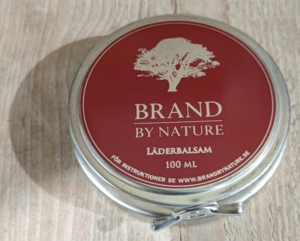 BRAND
BY NATURE
LÄDERBALSAM
100 ML
FÖR INSTRUKTIONER SE WWW.BRANDBYNATURE.SE